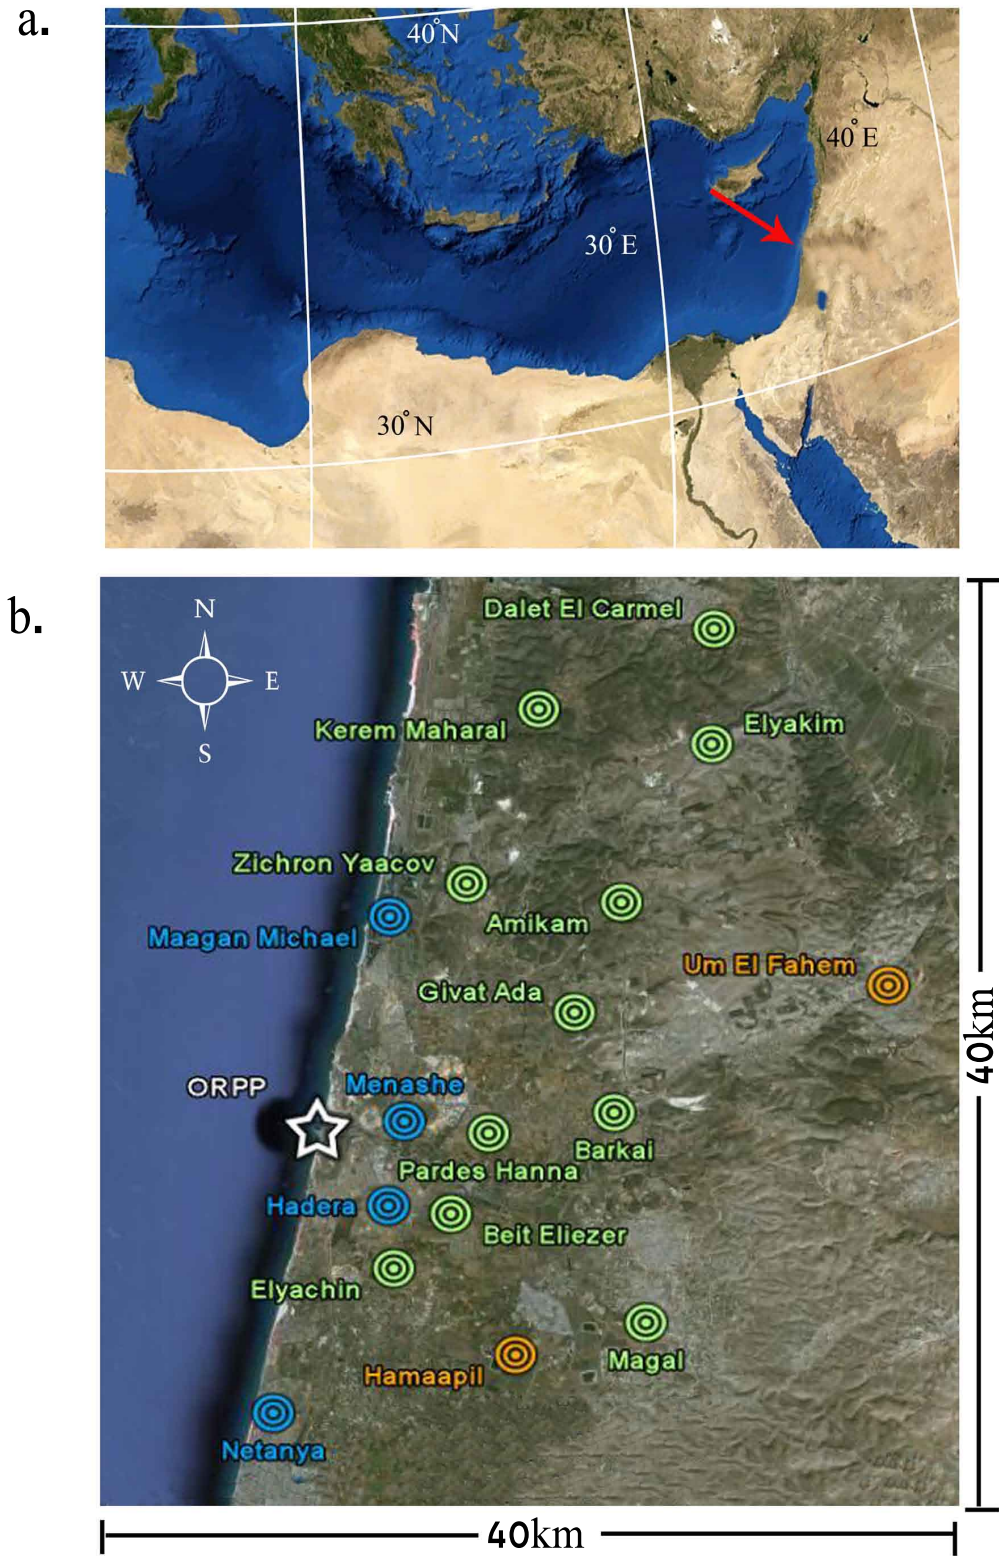 a.
40°N
40°E
30°E
30°N
b.
N
W
E
S
Dalet El Carmel
Kerem Maharal
Elyakim
Zichron Yaacov
Amikam
Maagan Michael
Um El Fahem
Givat Ada
ORPP
Menashe
Barkai
Pardes Hanna
Hadera
Beit Eliezer
Elyachin
Magal
Hamaapil
Netanya
40km
40km